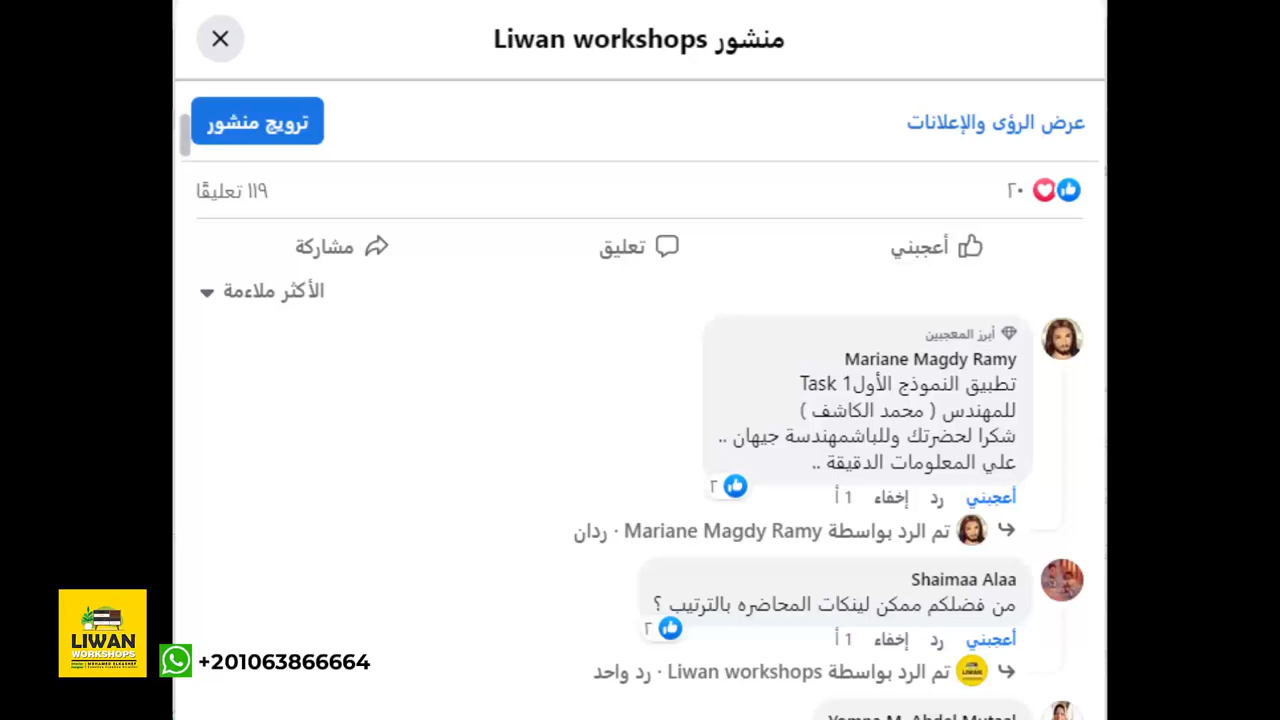 منشور Liwan workshops
عرض الرؤى والإعلانات
ترويج منشور
٢٠
١١٩ تعليقًا
أعجبني
تعليق
مشاركة
الأكثر ملاءمة
أبرز المعجبين
Mariane Magdy Ramy
تطبيق النموذج الأول Task 1
للمهندس ( محمد الكاشف )
شكرا لحضرتك وللباشمهندسة جيهان ..
علي المعلومات الدقيقة ..
٢
أعجبني رد إخفاء 1 أ
تم الرد بواسطة Mariane Magdy Ramy · ردان
Shaimaa Alaa
من فضلكم ممكن لينكات المحاضره بالترتيب ؟
٢
أعجبني رد إخفاء 1 أ
تم الرد بواسطة Liwan workshops · رد واحد
LIWAN
WORKSHOPS
+201063866664